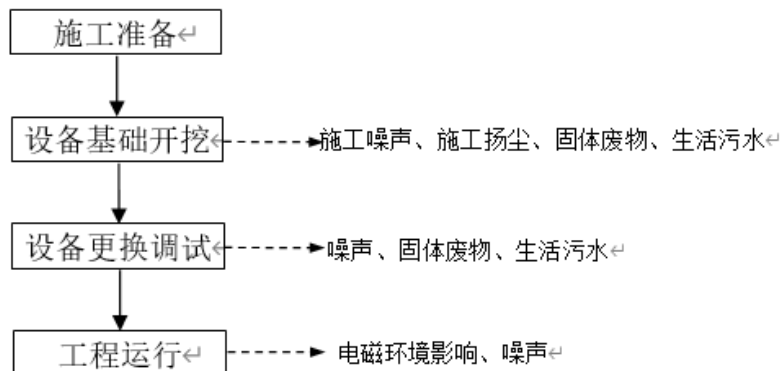 施工准备
设备基础开挖
施工噪声、施工扬尘、固体废物、生活污水
设备更换调试
噪声、固体废物、生活污水
工程运行
电磁环境影响、噪声